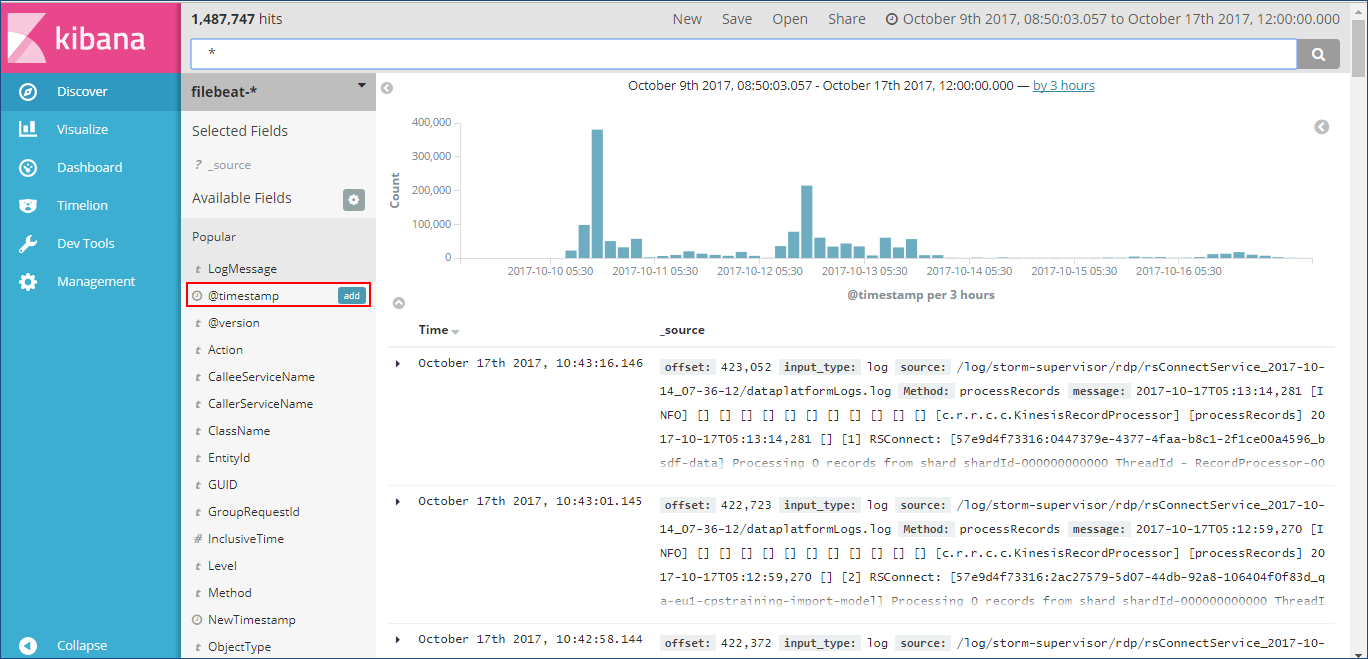 1,487,747 hits
New Save Open Share October 9th 2017, 08:50:03.057 to October 17th 2017, 12:00:00.000
kibana
*
Discover
Visualize
Dashboard
Timelion
Dev Tools
Management
Collapse
filebeat-*
Selected Fields
? _source
Available Fields
Popular
t LogMessage
@timestamp add
t @version
t Action
t CalleeServiceName
t CallerServiceName
t ClassName
t EntityId
t GUID
t GroupRequestId
# InclusiveTime
t Level
t Method
NewTimestamp
t ObjectType
October 9th 2017, 08:50:03.057 - October 17th 2017, 12:00:00.000 — by 3 hours
Count
400,000
300,000
200,000
100,000
0
2017-10-10 05:30 2017-10-11 05:30 2017-10-12 05:30 2017-10-13 05:30 2017-10-14 05:30 2017-10-15 05:30 2017-10-16 05:30
@timestamp per 3 hours
Time _source
October 17th 2017, 10:43:16.146 offset: 423,052 input_type: log source: /log/storm-supervisor/rdp/rsConnectService_2017-10-
14_07-36-12/dataplatformLogs.log Method: processRecords message: 2017-10-17T05:13:14,281 [I
NFO] [] [] [] [] [] [] [] [] [] [] [] [c.r.r.c.c.KinesisRecordProcessor] [processRecords] 20
17-10-17T05:13:14,281 [] [1] RSConnect: [57e9d4f73316:0447379e-4377-4faa-b8c1-2f1ce00a4596_b
sdf-data] Processing 0 records from shard shardId-000000000000 ThreadId - RecordProcessor-00
October 17th 2017, 10:43:01.145 offset: 422,723 input_type: log source: /log/storm-supervisor/rdp/rsConnectService_2017-10-
14_07-36-12/dataplatformLogs.log Method: processRecords message: 2017-10-17T05:12:59,270 [I
NFO] [] [] [] [] [] [] [] [] [] [] [] [c.r.r.c.c.KinesisRecordProcessor] [processRecords] 20
17-10-17T05:12:59,270 [] [2] RSConnect: [57e9d4f73316:2ac27579-5d07-44db-92a8-106404f0f83d_q
a-eu1-cpstraining-import-model] Processing 0 records from shard shardId-000000000000 ThreadI
October 17th 2017, 10:42:58.144 offset: 422,372 input_type: log source: /log/storm-supervisor/rdp/rsConnectService_2017-10-